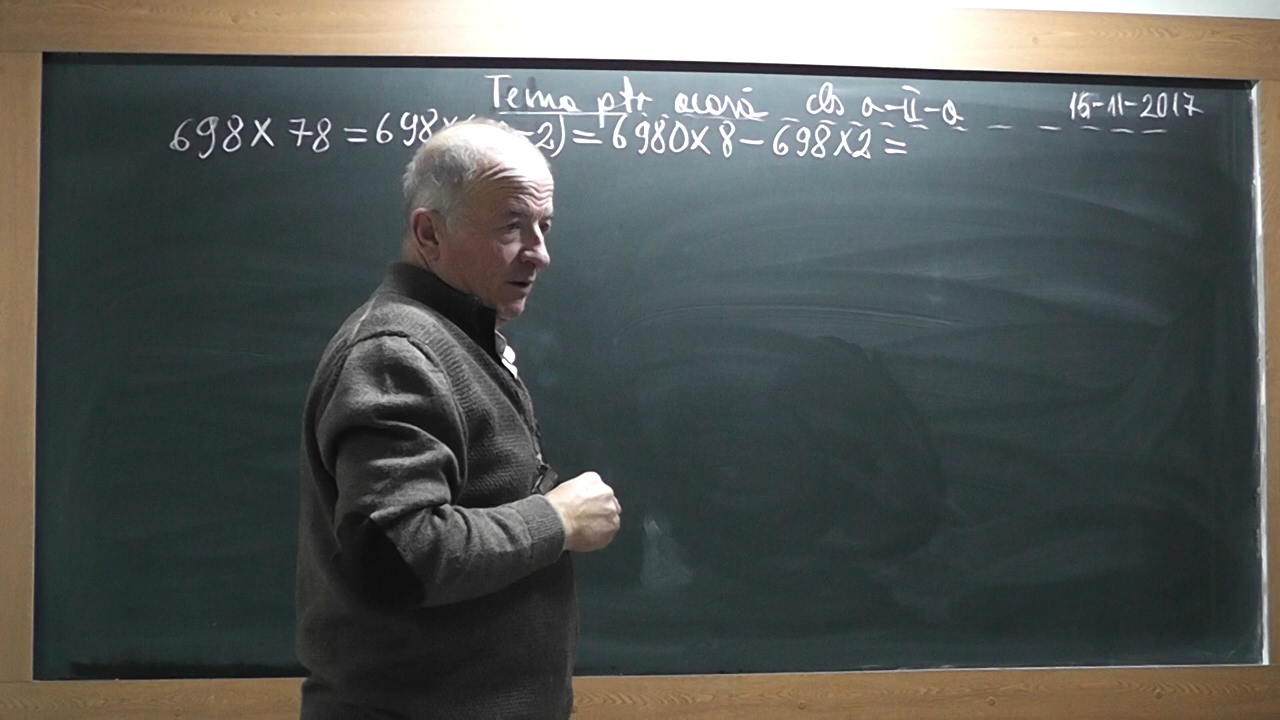 Tema ptr acasă cls a-II-a 15-11-2017
698 × 78 = 698 × -2) = 6980 × 8 - 698 × 2 =